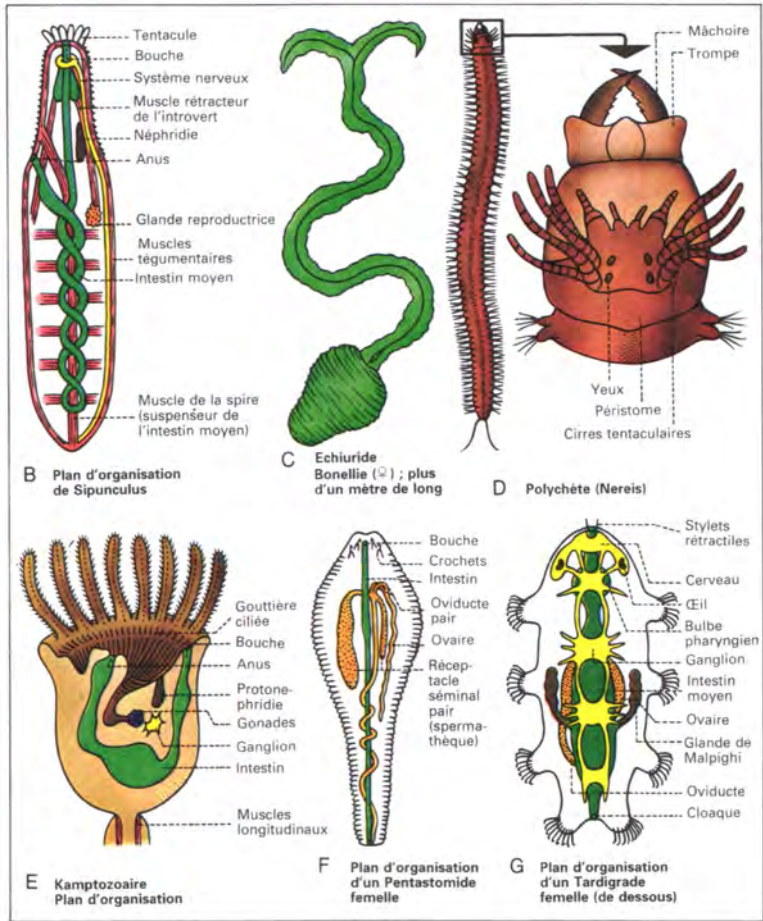 Tentacule
Bouche
Système nerveux
Muscle rétracteur
de l'introvert
Néphridie
Anus
Glande reproductrice
Muscles
tégumentaires
Intestin moyen
Muscle de la spire
(suspenseur de
l'intestin moyen)
B Plan d'organisation
de Sipunculus
C Echiuride
Bonellie (♀) ; plus
d'un mètre de long
Mâchoire
Trompe
Yeux
Péristome
Cirres tentaculaires
D Polychète (Nereis)
Gouttière
ciliée
Bouche
Anus
Protone-
phridie
Gonades
Ganglion
Intestin
Muscles
longitudinaux
E Kamptozoaire
Plan d'organisation
Bouche
Crochets
Intestin
Oviducte
pair
Ovaire
Récep-
tacle
séminal
pair
(sperma-
thèque)
F Plan d'organisation
d'un Pentastomide
femelle
Stylets
rétractiles
Cerveau
Œil
Bulbe
pharyngien
Ganglion
Intestin
moyen
Ovaire
Glande de
Malpighi
Oviducte
Cloaque
G Plan d'organisation
d'un Tardigrade
femelle (de dessous)